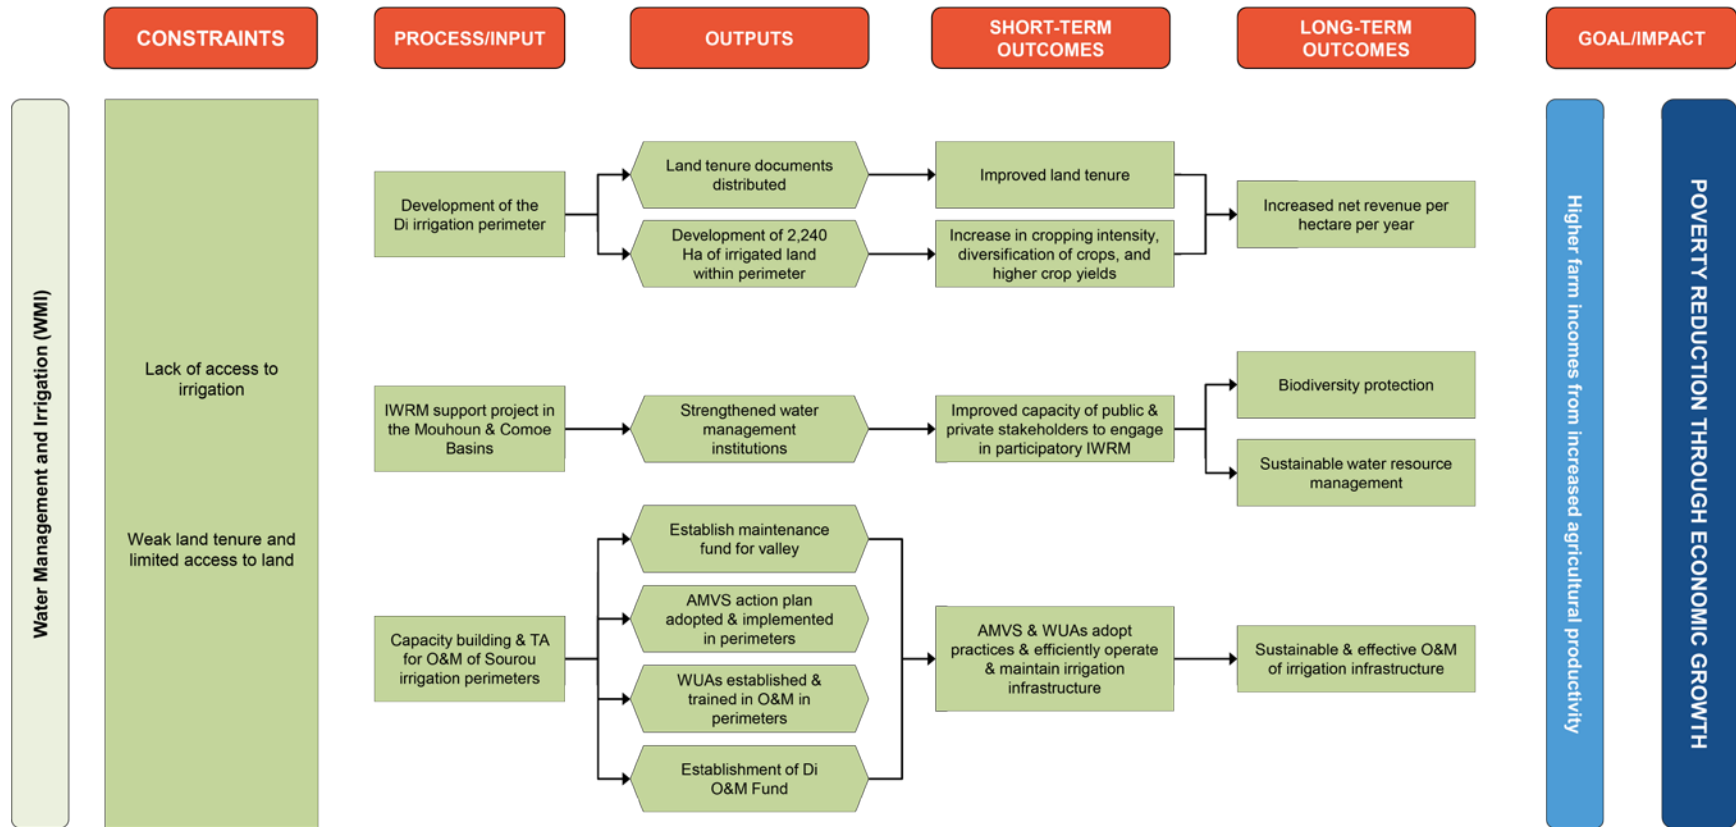 CONSTRAINTS
PROCESS/INPUT
OUTPUTS
SHORT-TERM
OUTCOMES
LONG-TERM
OUTCOMES
GOAL/IMPACT
Water Management and Irrigation (WMI)
Lack of access to
irrigation
Weak land tenure and
limited access to land
Development of the
Di irrigation perimeter
Land tenure documents
distributed
Improved land tenure
Development of 2,240
Ha of irrigated land
within perimeter
Increase in cropping intensity,
diversification of crops, and
higher crop yields
Increased net revenue per
hectare per year
IWRM support project in
the Mouhoun & Comoe
Basins
Strengthened water
management
institutions
Improved capacity of public &
private stakeholders to engage
in participatory IWRM
Biodiversity protection
Sustainable water resource
management
Capacity building & TA
for O&M of Sourou
irrigation perimeters
Establish maintenance
fund for valley
AMVS action plan
adopted & implemented
in perimeters
WUAs established &
trained in O&M in
perimeters
Establishment of Di
O&M Fund
AMVS & WUAs adopt
practices & efficiently operate
& maintain irrigation
infrastructure
Sustainable & effective O&M
of irrigation infrastructure
Higher farm incomes from increased agricultural productivity
POVERTY REDUCTION THROUGH ECONOMIC GROWTH